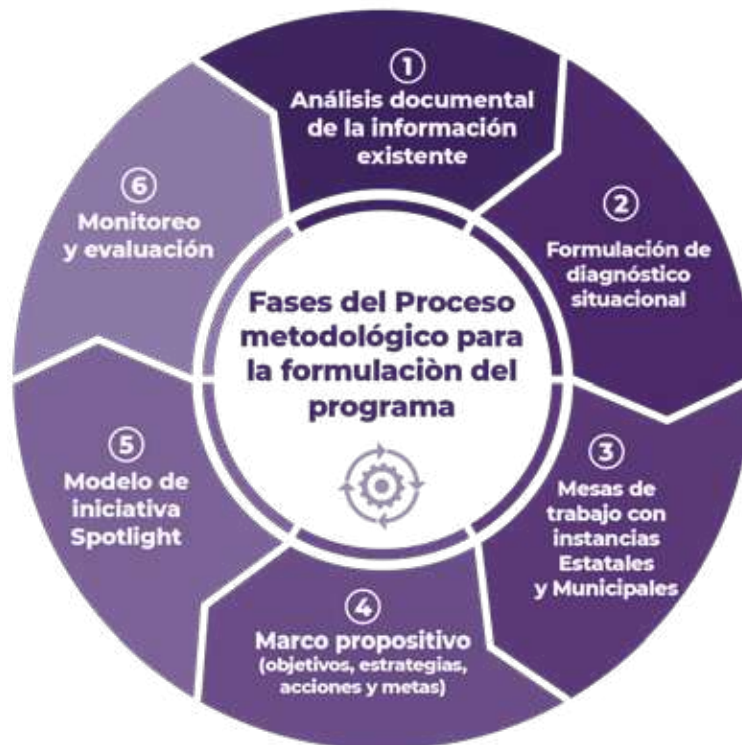 ①
Análisis documental
de la información
existente
②
Formulación de
diagnóstico
situacional
③
Mesas de
trabajo con
instancias
Estatales
y Municipales
④
Marco propositivo
(objetivos, estrategias,
acciones y metas)
⑤
Modelo de
iniciativa
Spotlight
⑥
Monitoreo
y evaluación
Fases del Proceso
metodológico para
la formulaciòn del
programa